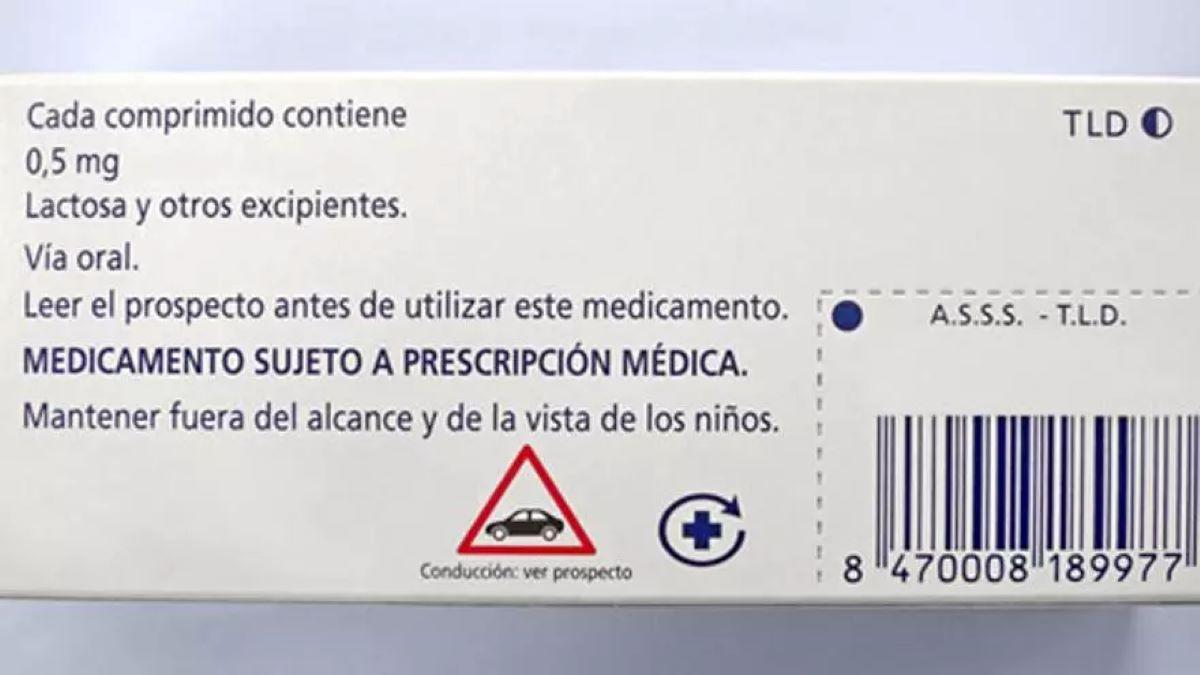 Cada comprimido contiene
0,5 mg
Lactosa y otros excipientes.
Vía oral.
Leer el prospecto antes de utilizar este medicamento.
MEDICAMENTO SUJETO A PRESCRIPCIÓN MÉDICA.
Mantener fuera del alcance y de la vista de los niños.
Conducción: ver prospecto
TLD
A.S.S.S. - T.L.D.
8 470008 189977